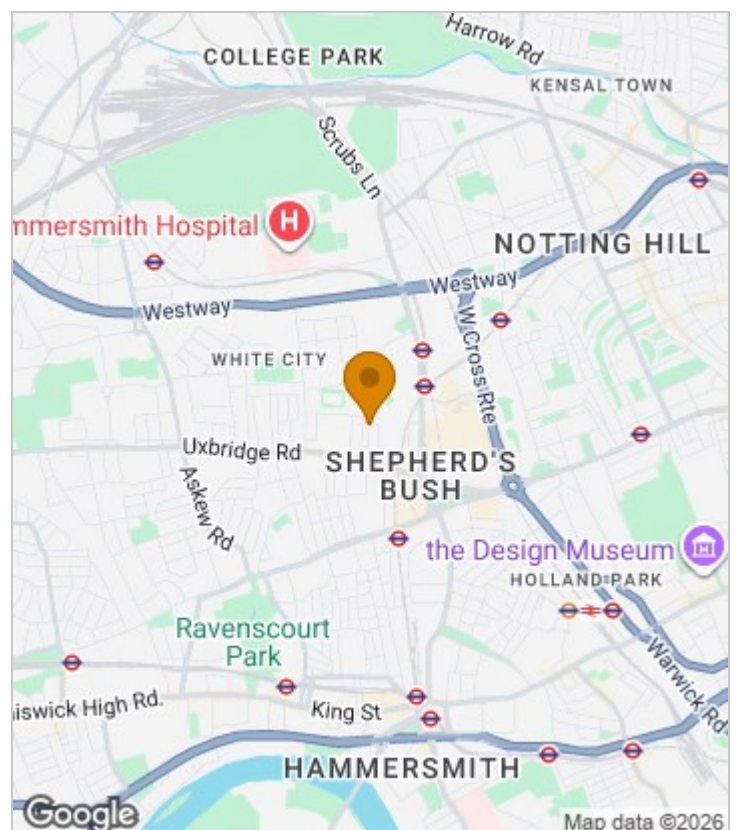 Harrow Rd
COLLEGE PARK
KENSAL TOWN
Scrubs Ln
mmersmith Hospital
H
NOTTING HILL
Westway
Westway
W Cross Rte
WHITE CITY
Uxbridge Rd
SHEPHERD'S
BUSH
Askew Rd
the Design Museum
HOLLAND PARK
Ravenscourt
Park
Warwick Rd
iswick High Rd.
King St
HAMMERSMITH
Google
Map data ©2026